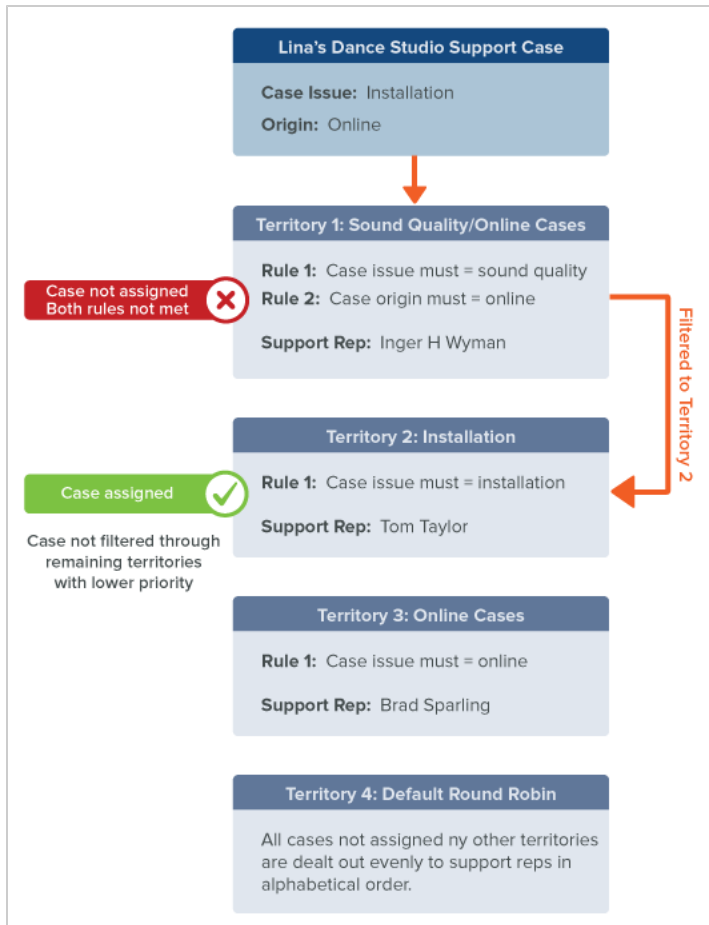 Lina's Dance Studio Support Case
Case Issue: Installation
Origin: Online
Territory 1: Sound Quality/Online Cases
Rule 1: Case issue must = sound quality
Rule 2: Case origin must = online
Support Rep: Inger H Wyman
Case not assigned
Both rules not met
Filtered to Territory 2
Territory 2: Installation
Rule 1: Case issue must = installation
Support Rep: Tom Taylor
Case assigned
Case not filtered through
remaining territories
with lower priority
Territory 3: Online Cases
Rule 1: Case issue must = online
Support Rep: Brad Sparling
Territory 4: Default Round Robin
All cases not assigned ny other territories
are dealt out evenly to support reps in
alphabetical order.